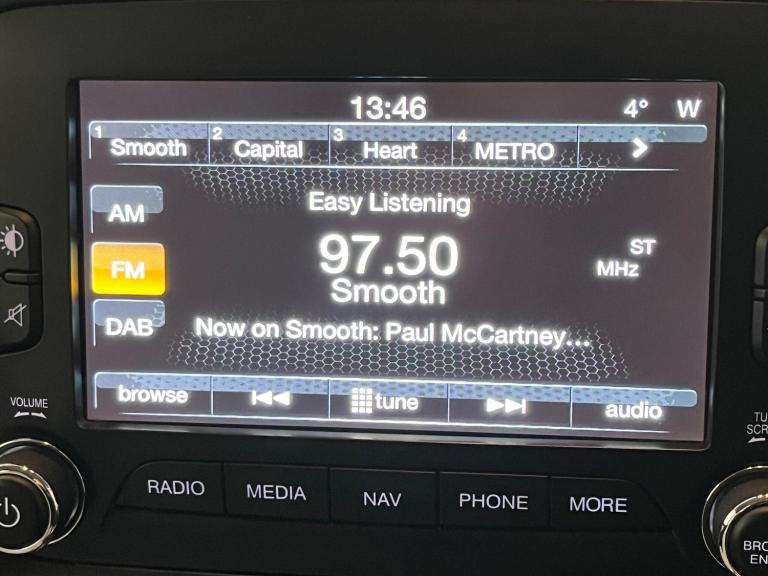 13:46
4° W
1 Smooth 2 Capital 3 Heart 4 METRO
AM
Easy Listening
97.50
ST
MHz
FM
Smooth
DAB
Now on Smooth: Paul McCartney...
browse tune audio
VOLUME
RADIO MEDIA NAV PHONE MORE